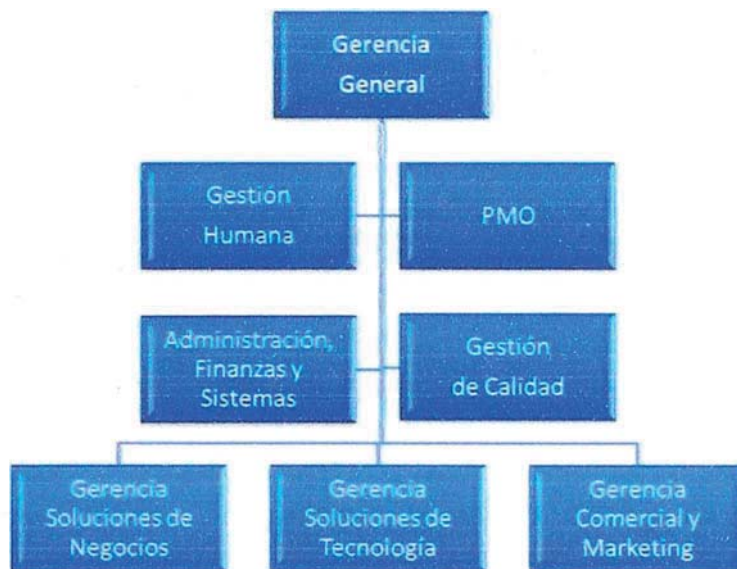 Gerencia
General
Gestión
Humana
PMO
Administración,
Finanzas y
Sistemas
Gestión
de Calidad
Gerencia
Soluciones de
Negocios
Gerencia
Soluciones de
Tecnología
Gerencia
Comercial y
Marketing